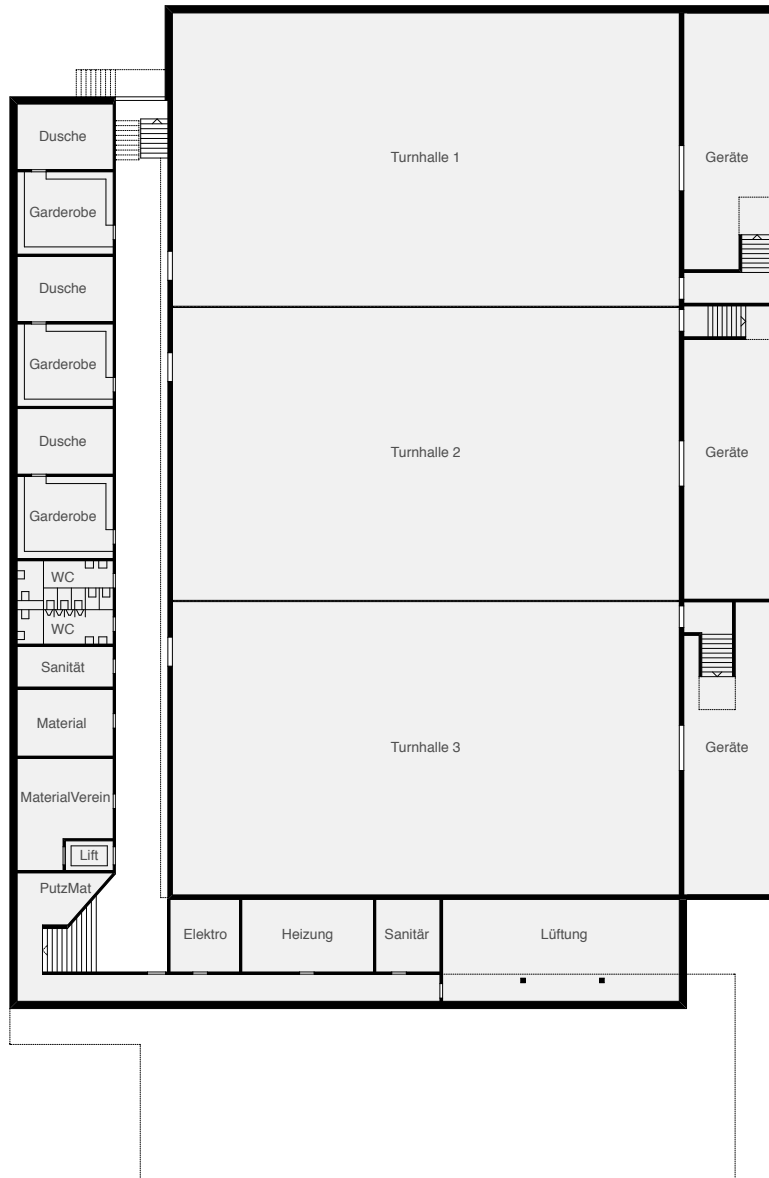 Dusche
Turnhalle 1
Geräte
Garderobe
Dusche
Garderobe
Dusche
Turnhalle 2
Geräte
Garderobe
WC
WC
Sanität
Material
Turnhalle 3
Geräte
MaterialVerein
Lift
PutzMat
Elektro
Heizung
Sanitär
Lüftung